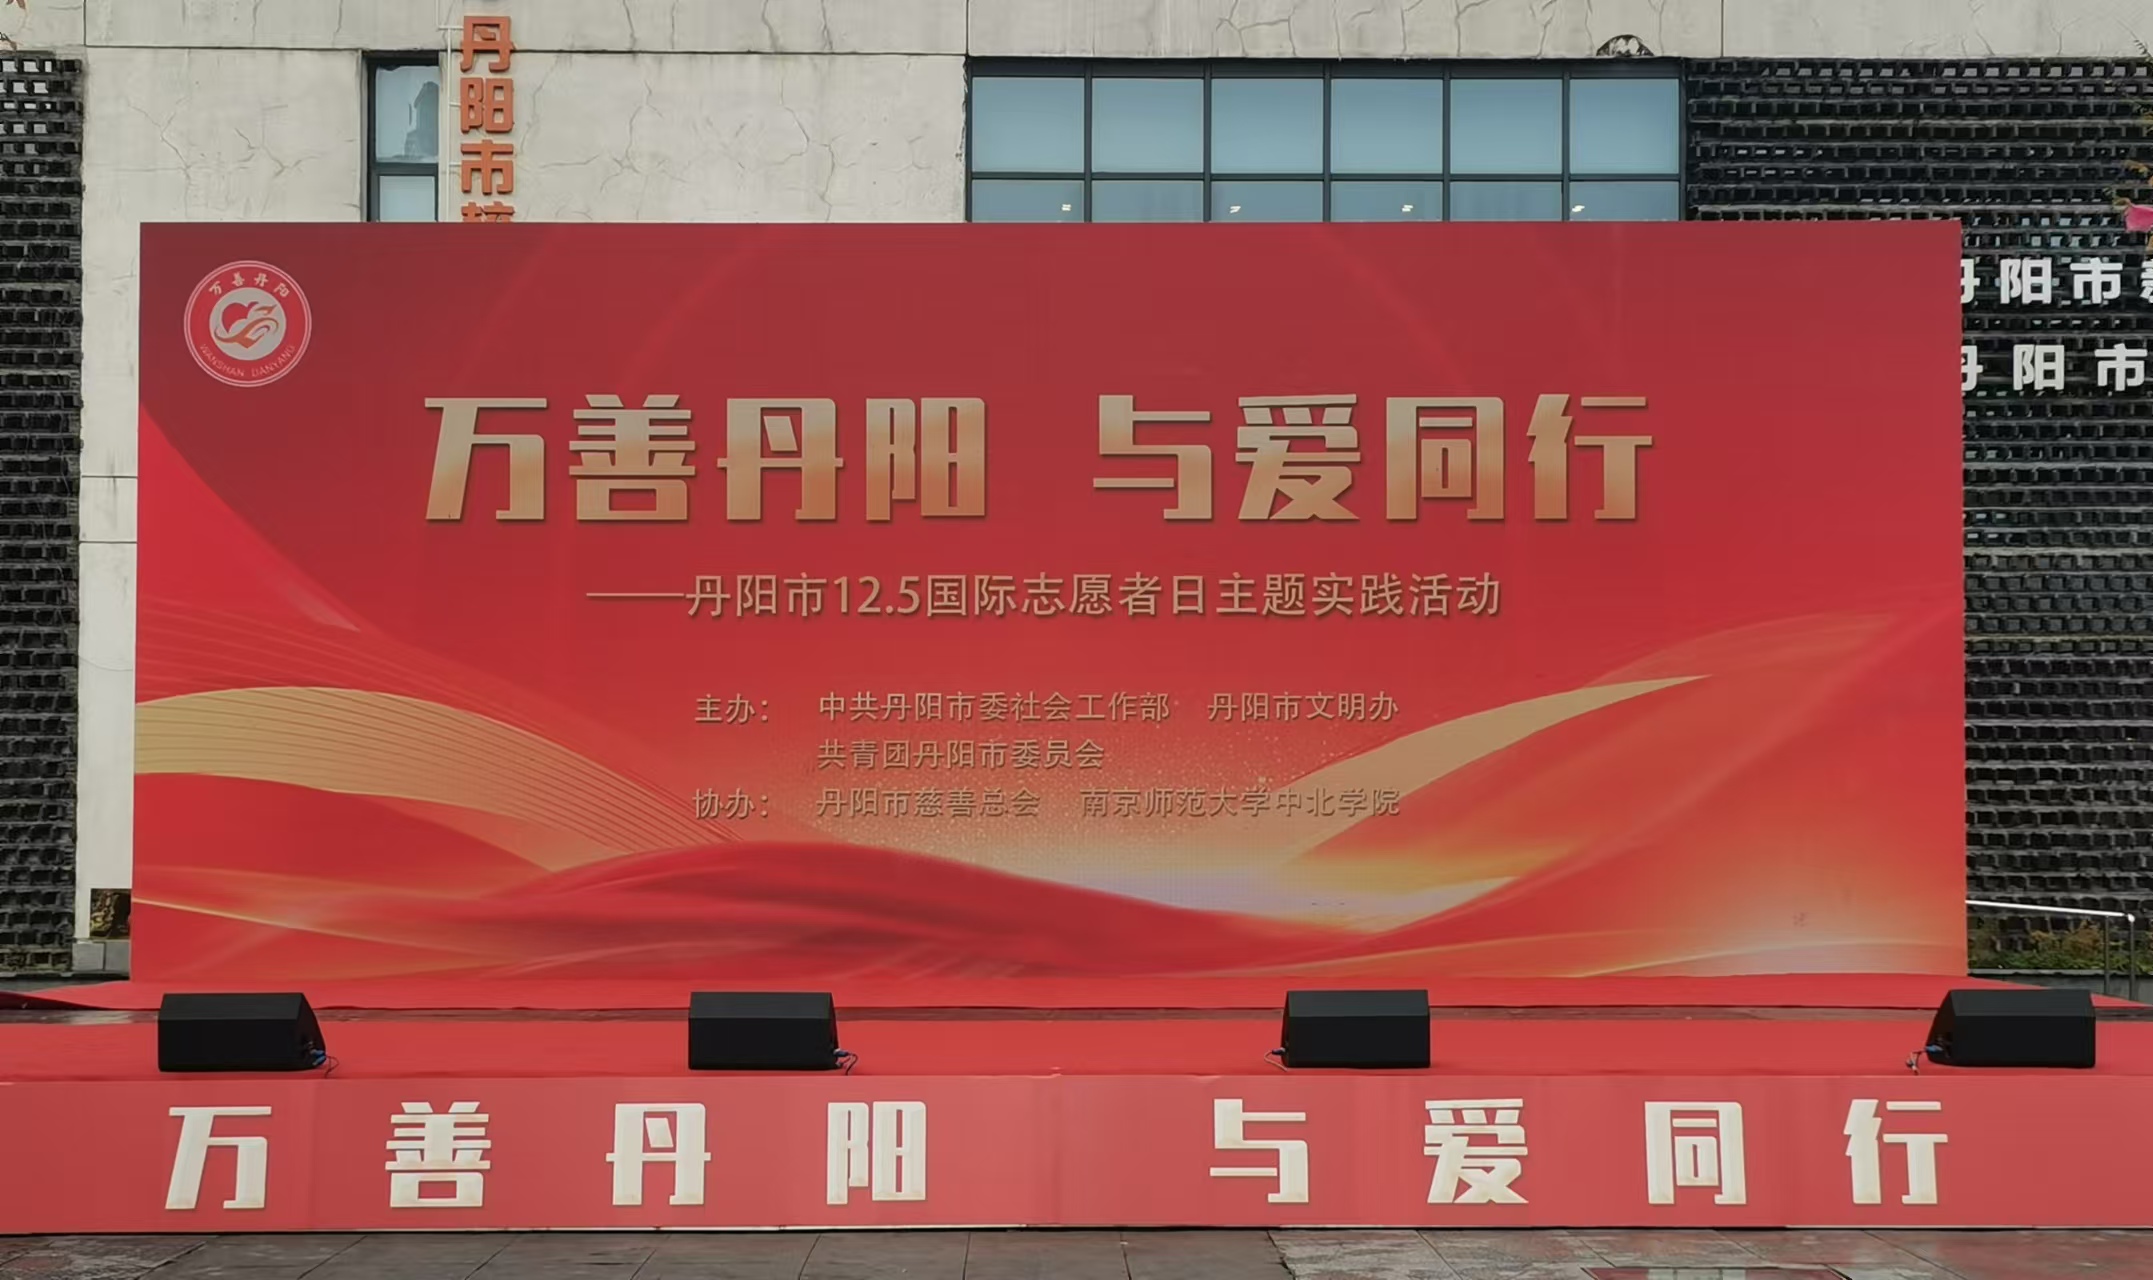 丹阳市
万善丹阳
WANSHAN DANYANG
丹阳市
丹阳市
万善丹阳 与爱同行
——丹阳市12.5国际志愿者日主题实践活动
主办： 中共丹阳市委社会工作部 丹阳市文明办
共青团丹阳市委员会
协办： 丹阳市慈善总会 南京师范大学中北学院
万善丹阳 与爱同行